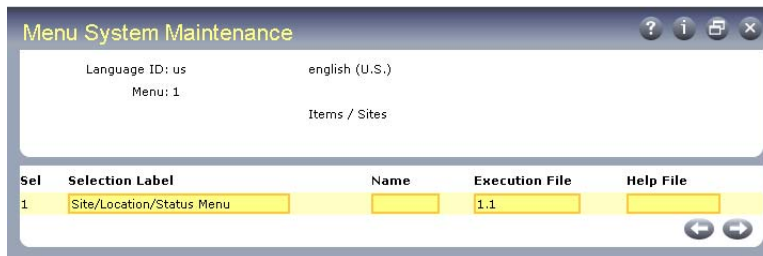 Menu System Maintenance ? i
Language ID: us english (U.S.)
Menu: 1
Items / Sites
Sel Selection Label Name Execution File Help File
1 Site/Location/Status Menu 1.1